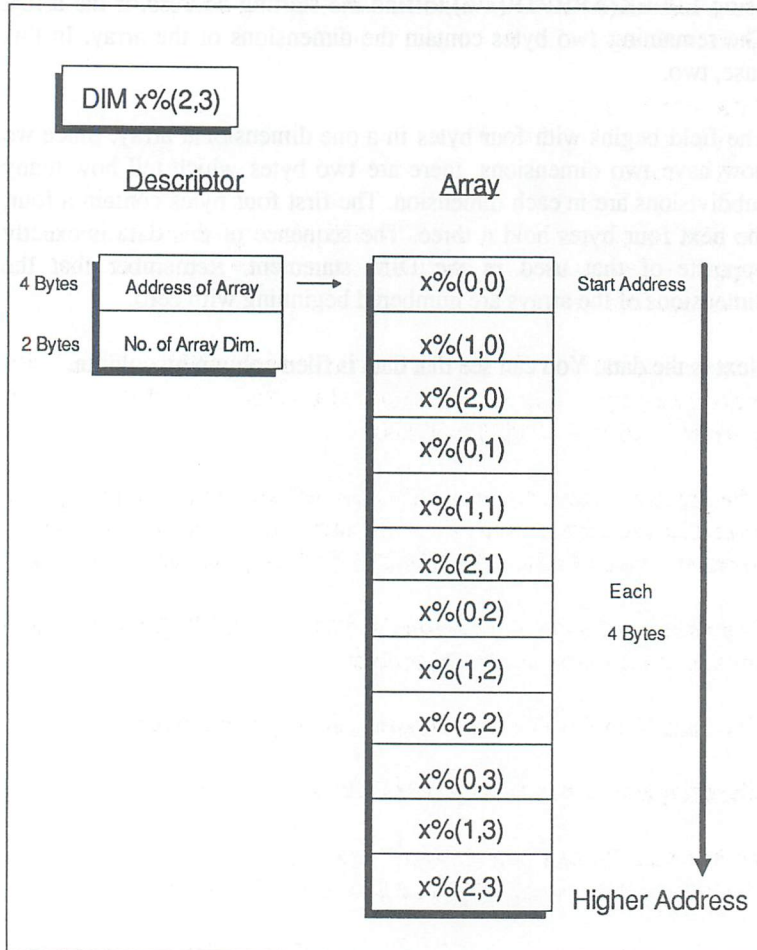 DIM x%(2,3)
Descriptor
Array
4 Bytes Address of Array
2 Bytes No. of Array Dim.
x%(0,0) Start Address
x%(1,0)
x%(2,0)
x%(0,1)
x%(1,1)
x%(2,1)
Each
x%(0,2)
4 Bytes
x%(1,2)
x%(2,2)
x%(0,3)
x%(1,3)
x%(2,3)
Higher Address